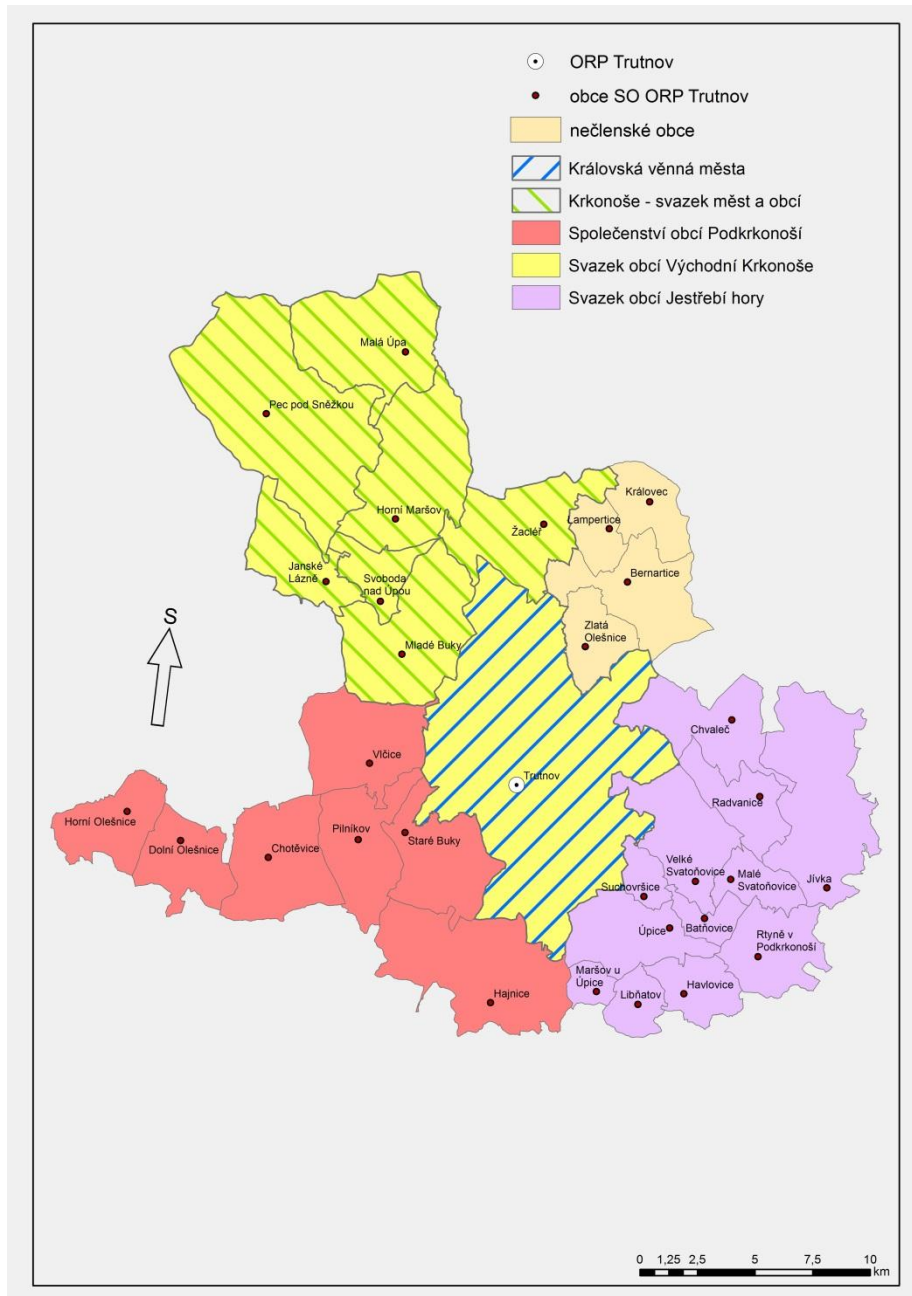 ORP Trutnov
obce SO ORP Trutnov
nečlenské obce
Královská věnná města
Krkonoše - svazek měst a obcí
Společenství obcí Podkrkonoší
Svazek obcí Východní Krkonoše
Svazek obcí Jestřebí hory
Malá Úpa
Pec pod Sněžkou
Královec
Horní Maršov
Lampertice
Žacléř
Janské
Lázně
Svoboda
nad Úpou
Bernartice
S
Mladé Buky
Zlatá
Olešnice
Chvaleč
Vlčice
Trutnov
Radvanice
Horní Olešnice
Dolní Olešnice
Chotěvice
Pilníkov
Staré Buky
Velké
Svatoňovice
Malé
Svatoňovice
Jívka
Suchovršice
Úpice
Batňovice
Rtyně v
Podkrkonoší
Maršov u
Úpice
Libňatov
Havlovice
Hajnice
0 1,25 2,5 5 7,5 10
km